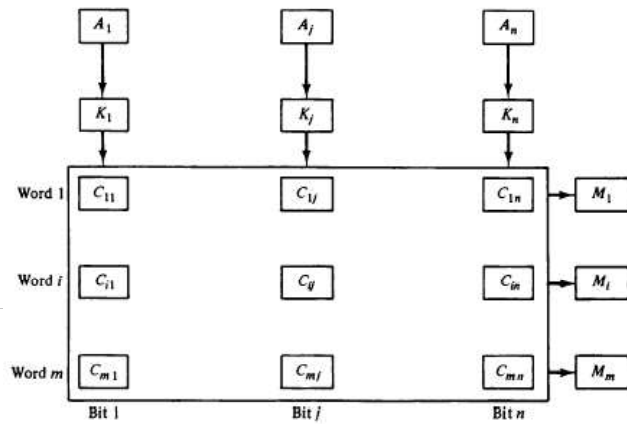 A1 Aj An
K1 Kj Kn
Word 1 C11 C1j C1n M1
Word i Ci1 Cij Cin Mi
Word m Cm1 Cmj Cmn Mm
Bit 1 Bit j Bit n